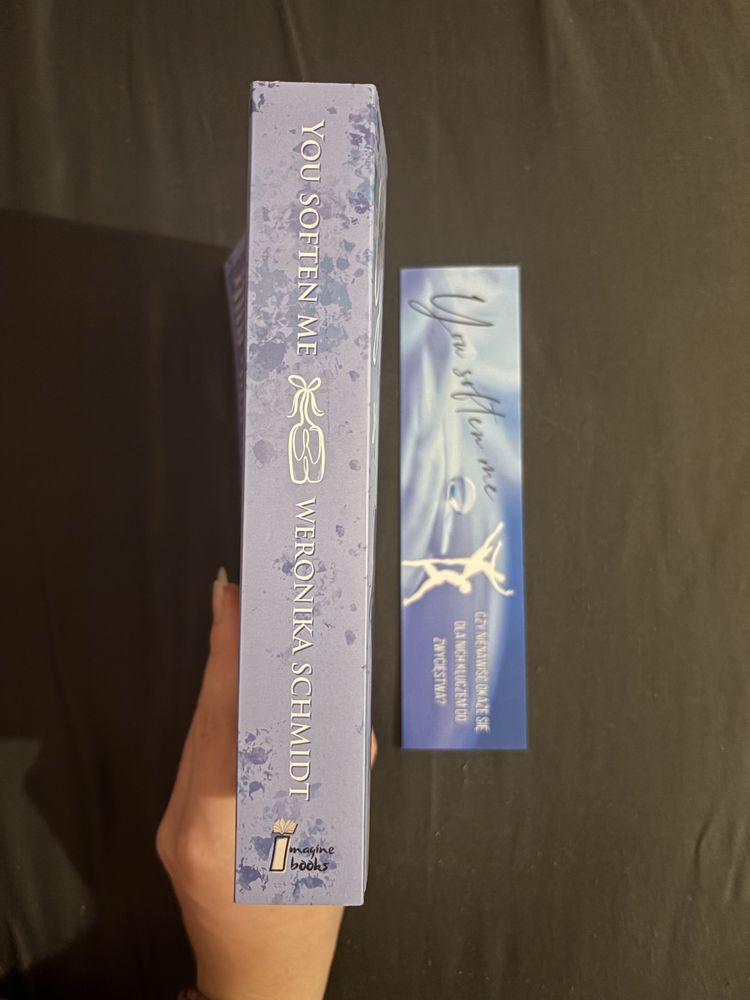 YOU SOFTEN ME
WERONIKA SCHMIDT
Imagine
books
You soften me
CZY NIENAWIŚĆ OKAŻE SIĘ
DLA NICH KLUCZEM DO
ZWYCIĘSTWA?